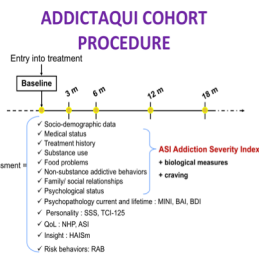 ADDICTAQUI COHORT
PROCEDURE
Entry into treatment
Baseline
3 m
6 m
12 m
18 m
✓ Socio-demographic data
✓ Medical status
✓ Treatment history
✓ Substance use
✓ Food problems
✓ Non-substance addictive behaviors
✓ Family/ social relationships
✓ Psychological status
ASI Addiction Severity Index
+ biological measures
+ craving
ssment =
✓ Psychopathology current and lifetime : MINI, BAI, BDI
✓ Personality : SSS, TCI-125
✓ QoL : NHP, ASI
✓ Insight : HAISm
✓ Risk behaviors: RAB